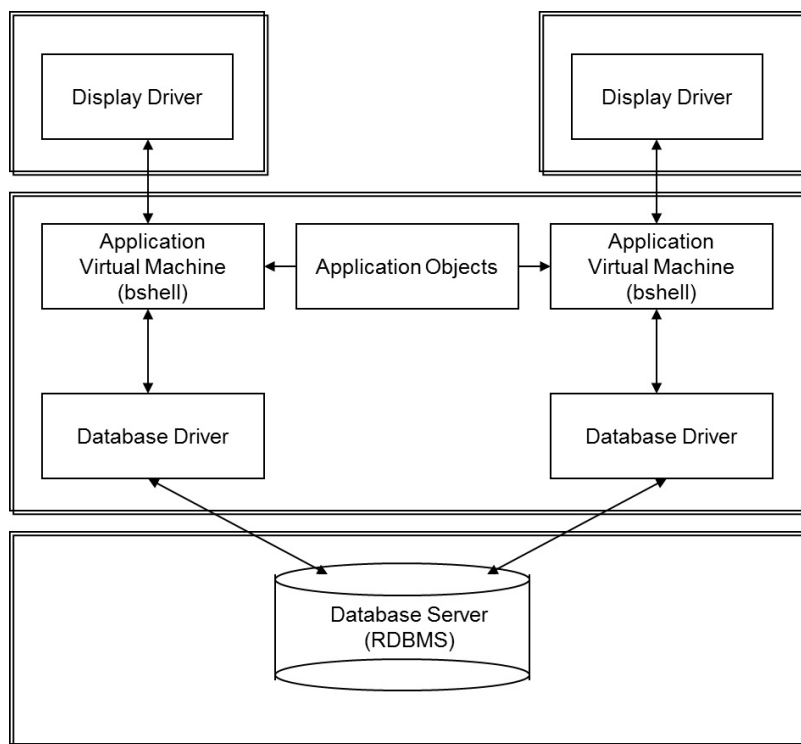 Display Driver
Display Driver
Application
Virtual Machine
(bshell)
Application Objects
Application
Virtual Machine
(bshell)
Database Driver
Database Driver
Database Server
(RDBMS)